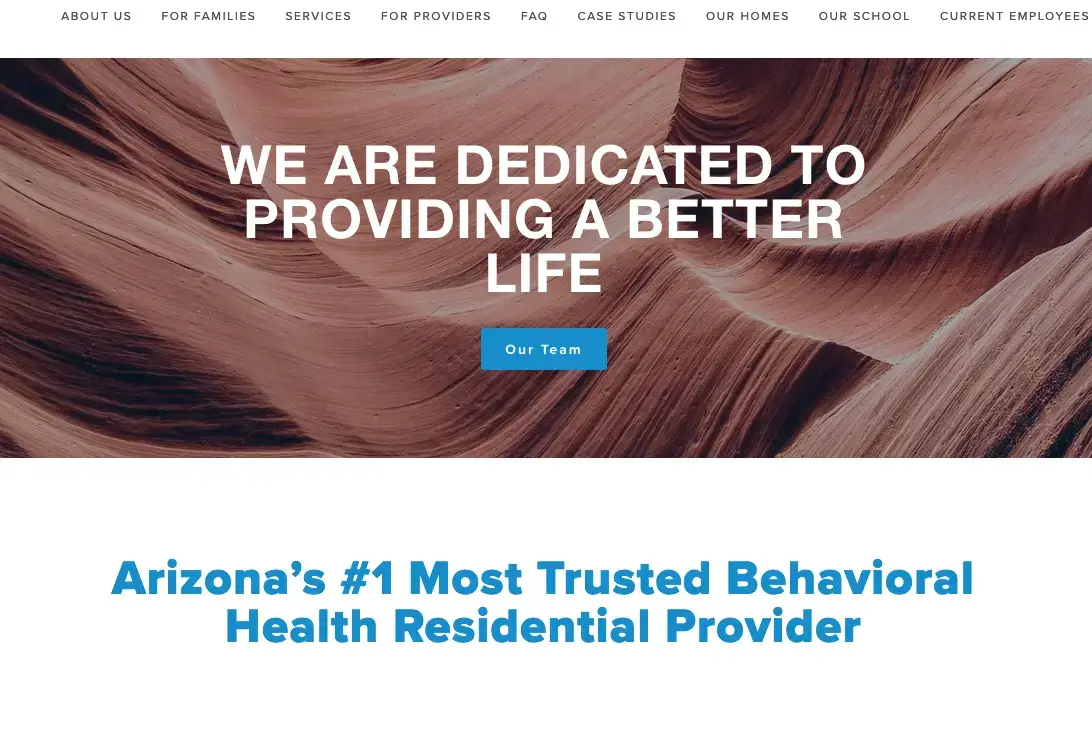 ABOUT US FOR FAMILIES SERVICES FOR PROVIDERS FAQ CASE STUDIES OUR HOMES OUR SCHOOL CURRENT EMPLOYEES
WE ARE DEDICATED TO
PROVIDING A BETTER
LIFE
Our Team
Arizona’s #1 Most Trusted Behavioral
Health Residential Provider